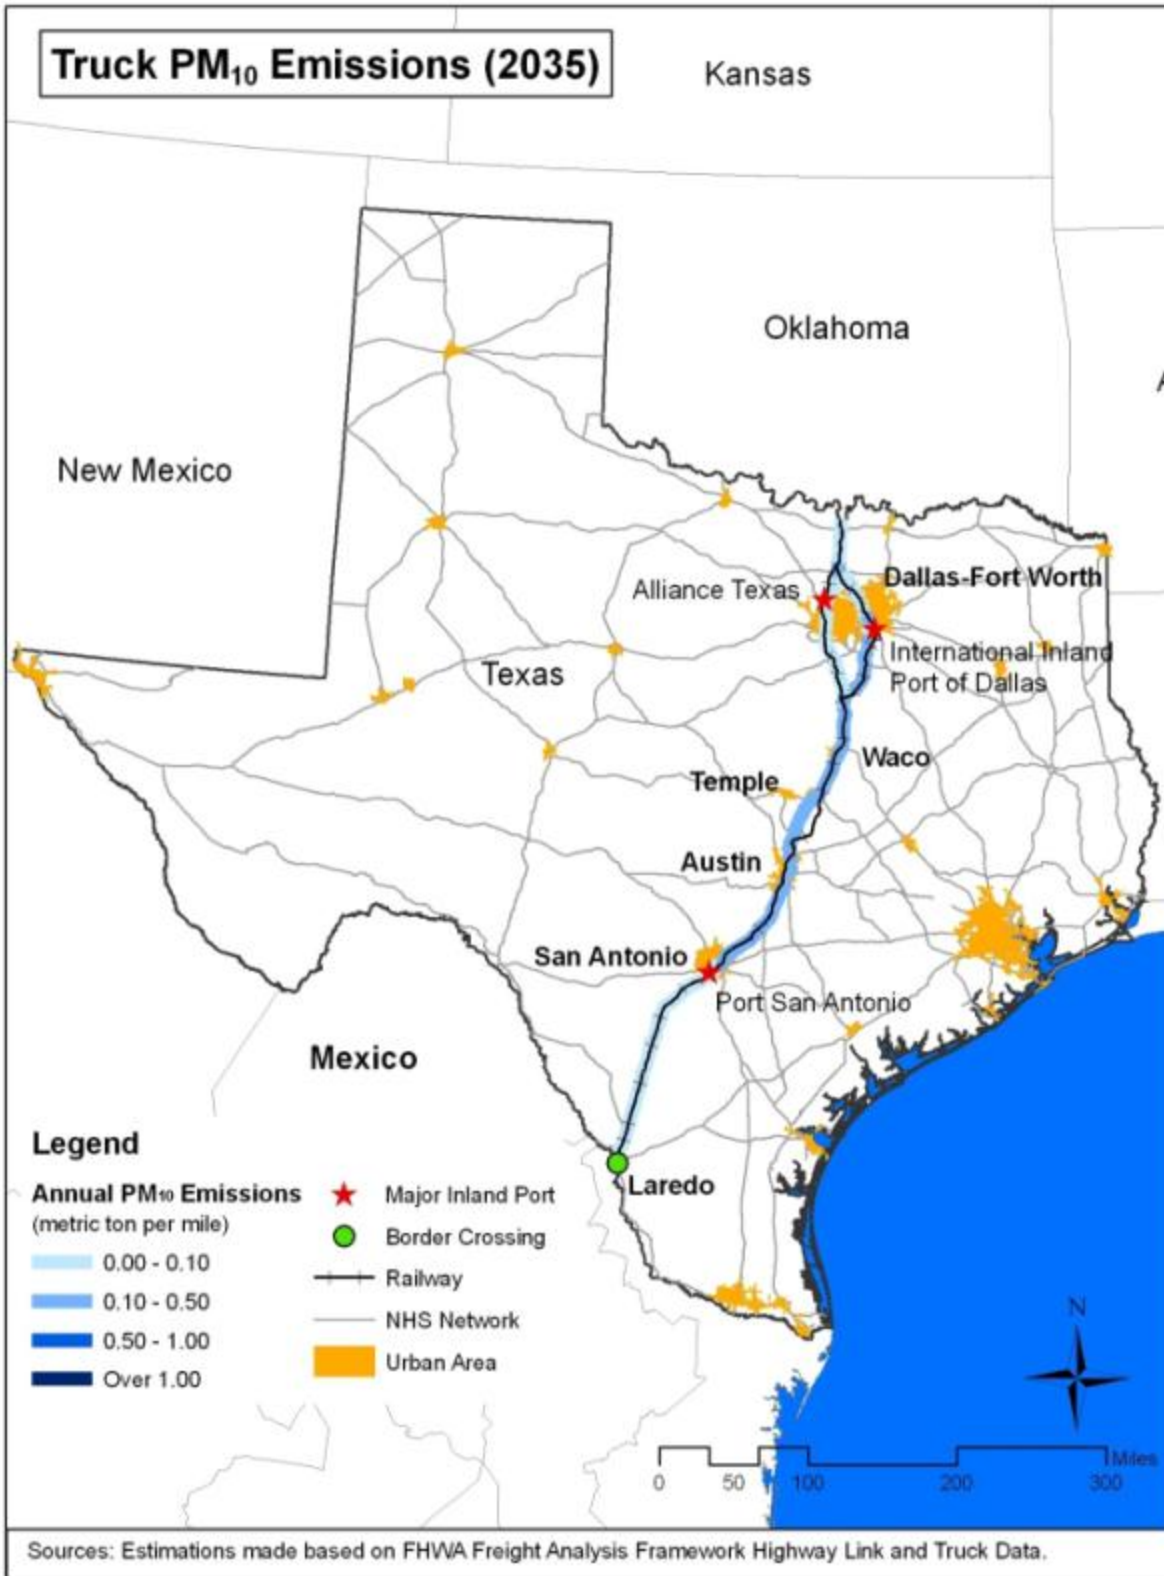 Truck PM₁₀ Emissions (2035)
Kansas
Oklahoma
A
New Mexico
Alliance Texas
Dallas-Fort Worth
International Inland
Port of Dallas
Texas
Waco
Temple
Austin
San Antonio
Port San Antonio
Mexico
Laredo
Legend
Annual PM₁₀ Emissions
(metric ton per mile)
0.00 - 0.10
0.10 - 0.50
0.50 - 1.00
Over 1.00
Major Inland Port
Border Crossing
Railway
NHS Network
Urban Area
N
Miles
0 50 100 200 300
Sources: Estimations made based on FHWA Freight Analysis Framework Highway Link and Truck Data.